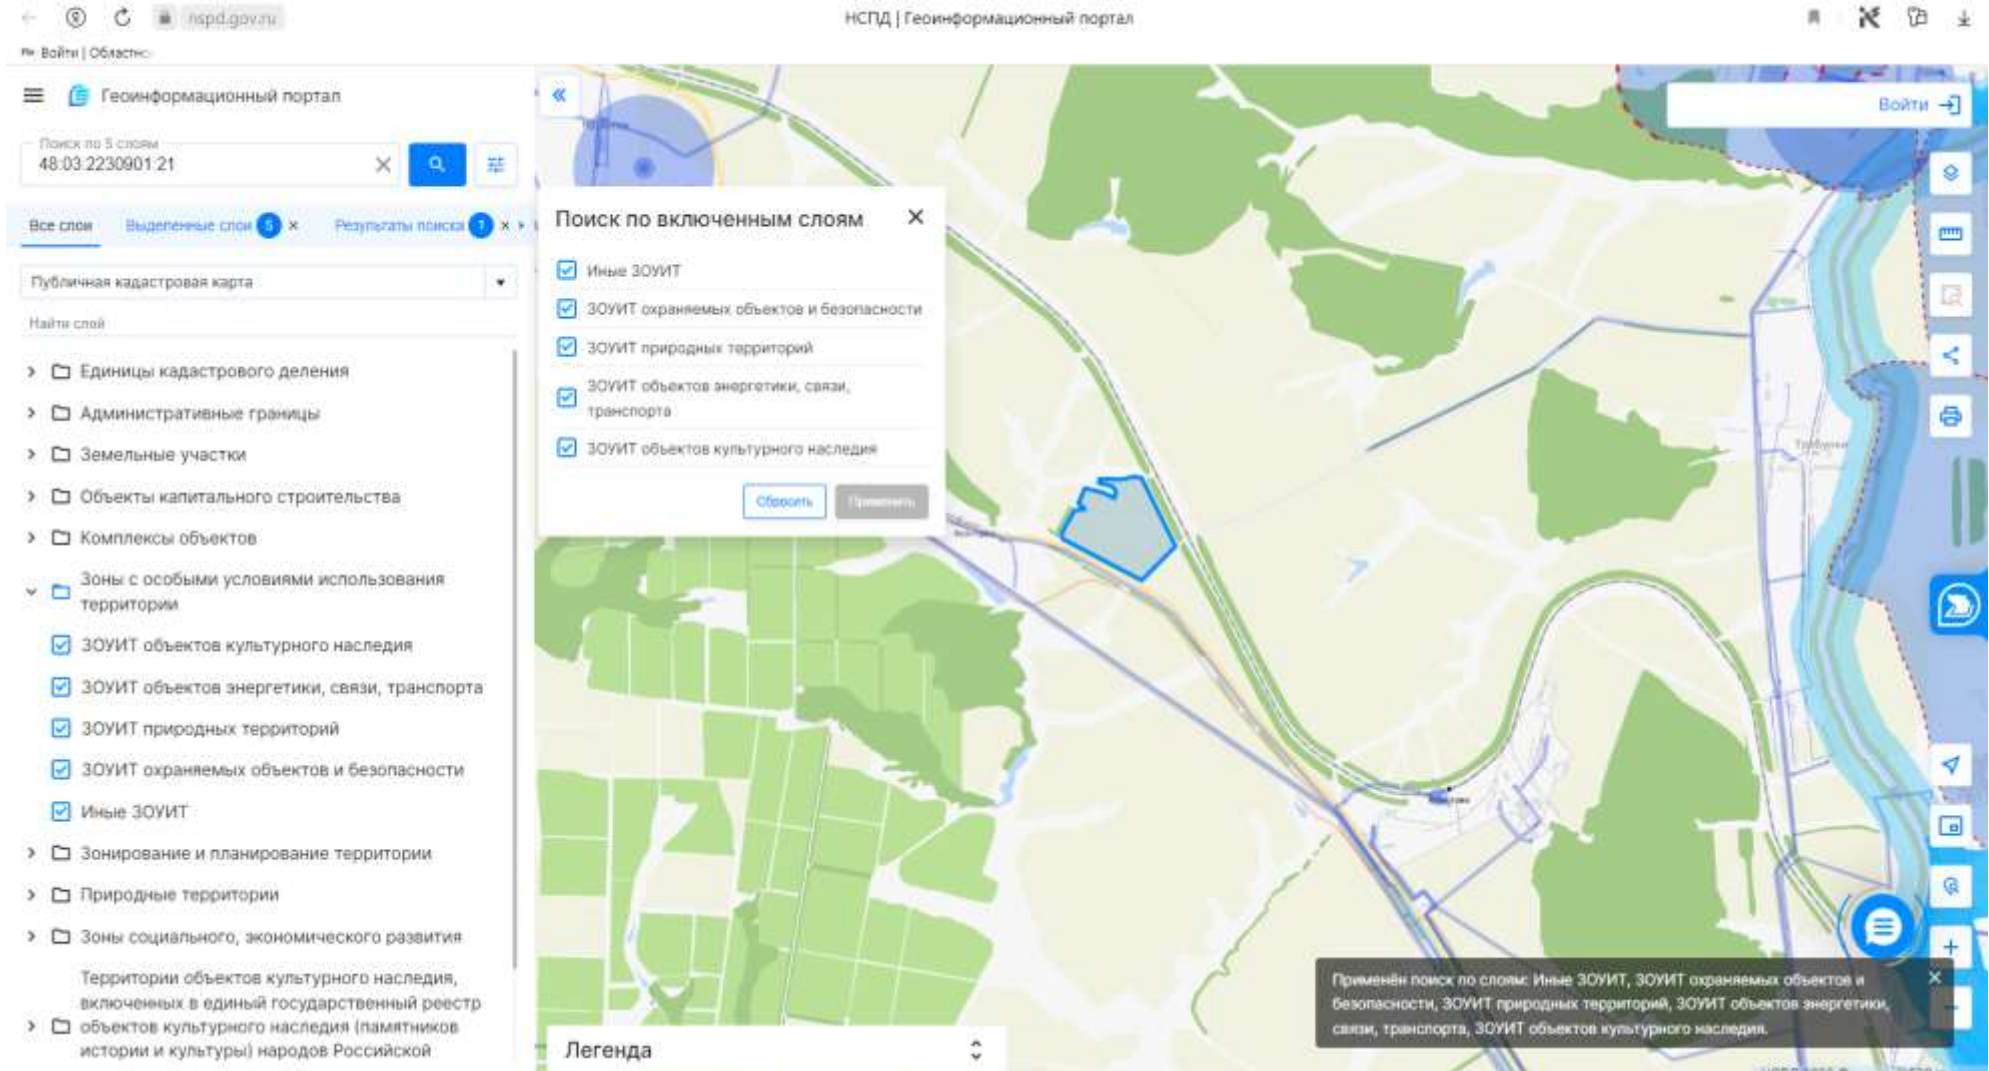 nspd.gov.ru
НСПД | Геоинформационный портал
Войти | Областно
Геоинформационный портал
Войти
Поиск по 5 слоям
48:03:2230901:21
Все слои
Выделенные слои 5
Результаты поиска 1
Публичная кадастровая карта
Найти слой
Единицы кадастрового деления
Административные границы
Земельные участки
Объекты капитального строительства
Комплексы объектов
Зоны с особыми условиями использования
территории
ЗОУИТ объектов культурного наследия
ЗОУИТ объектов энергетики, связи, транспорта
ЗОУИТ природных территорий
ЗОУИТ охраняемых объектов и безопасности
Иные ЗОУИТ
Зонирование и планирование территории
Природные территории
Зоны социального, экономического развития
Территории объектов культурного наследия,
включенных в единый государственный реестр
объектов культурного наследия (памятников
истории и культуры) народов Российской
Поиск по включенным слоям
Иные ЗОУИТ
ЗОУИТ охраняемых объектов и безопасности
ЗОУИТ природных территорий
ЗОУИТ объектов энергетики, связи,
транспорта
ЗОУИТ объектов культурного наследия
Сбросить
Применить
Применён поиск по слоям: Иные ЗОУИТ, ЗОУИТ охраняемых объектов и
безопасности, ЗОУИТ природных территорий, ЗОУИТ объектов энергетики,
связи, транспорта, ЗОУИТ объектов культурного наследия.
Легенда